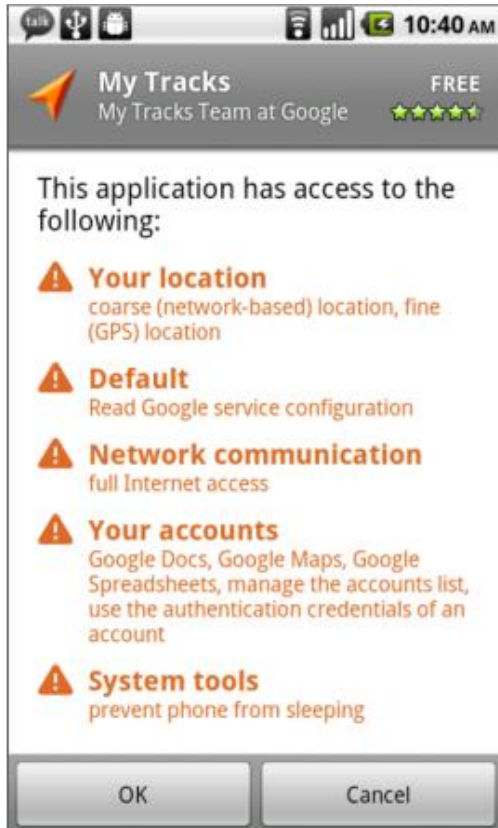 talk
10:40 AM
My Tracks
FREE
My Tracks Team at Google
This application has access to the
following:
Your location
coarse (network-based) location, fine
(GPS) location
Default
Read Google service configuration
Network communication
full Internet access
Your accounts
Google Docs, Google Maps, Google
Spreadsheets, manage the accounts list,
use the authentication credentials of an
account
System tools
prevent phone from sleeping
OK
Cancel